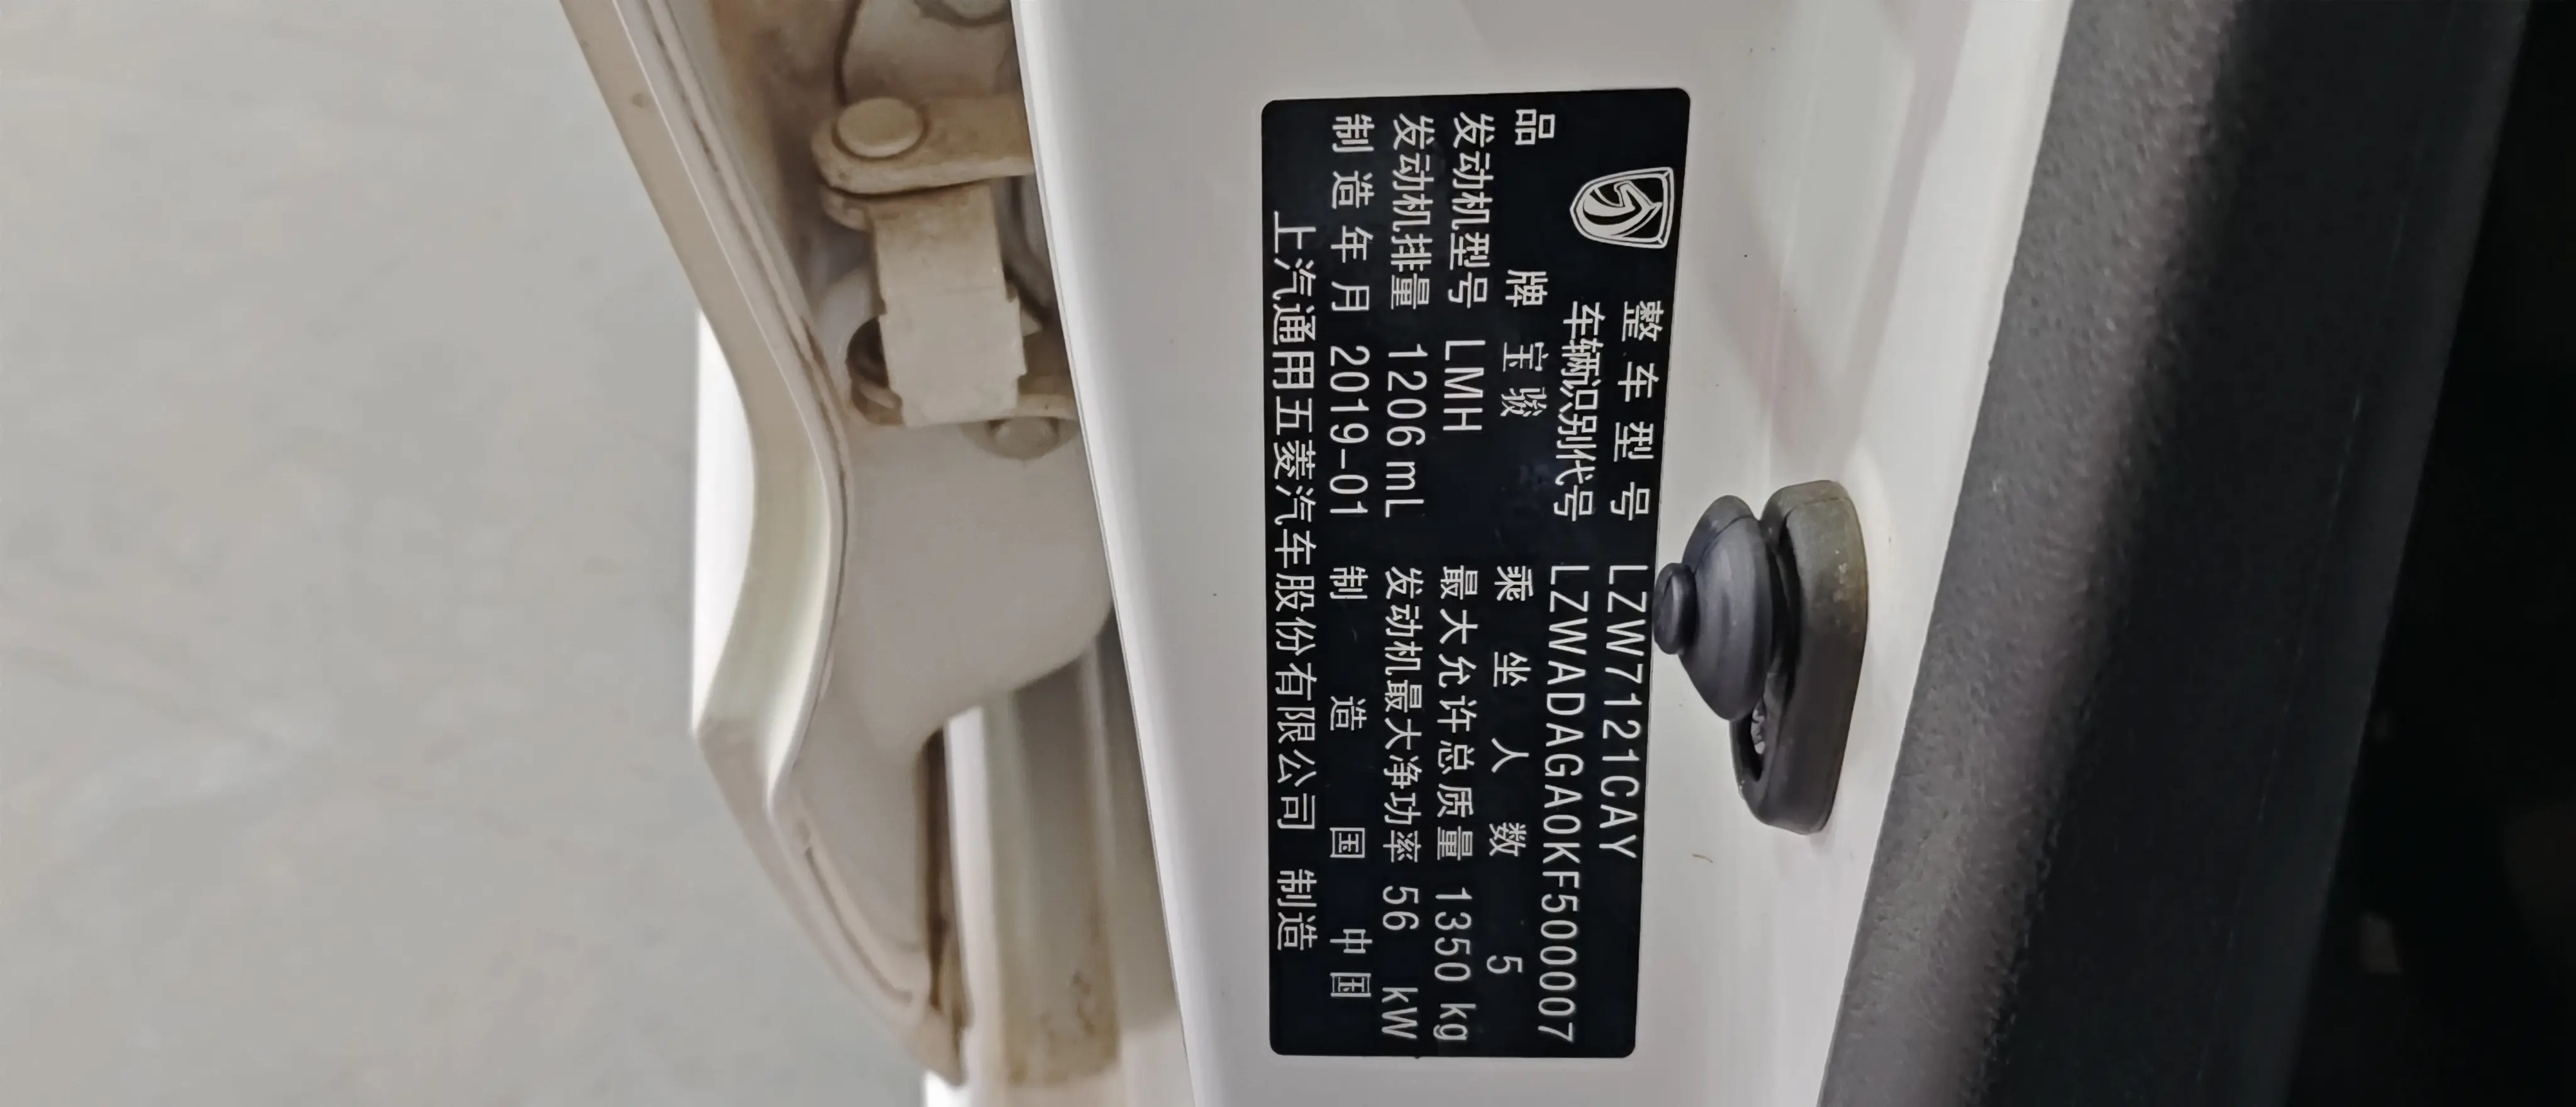 整车型号 LZW7121CAY
车辆识别代号 LZWADAGA0KF500007
品牌 宝骏 乘坐人数 5
发动机型号 LMH 最大允许总质量 1350 kg
发动机排量 1206 mL 发动机最大净功率 56 kW
制造年月 2019-01 制造国 中国
上汽通用五菱汽车股份有限公司 制造